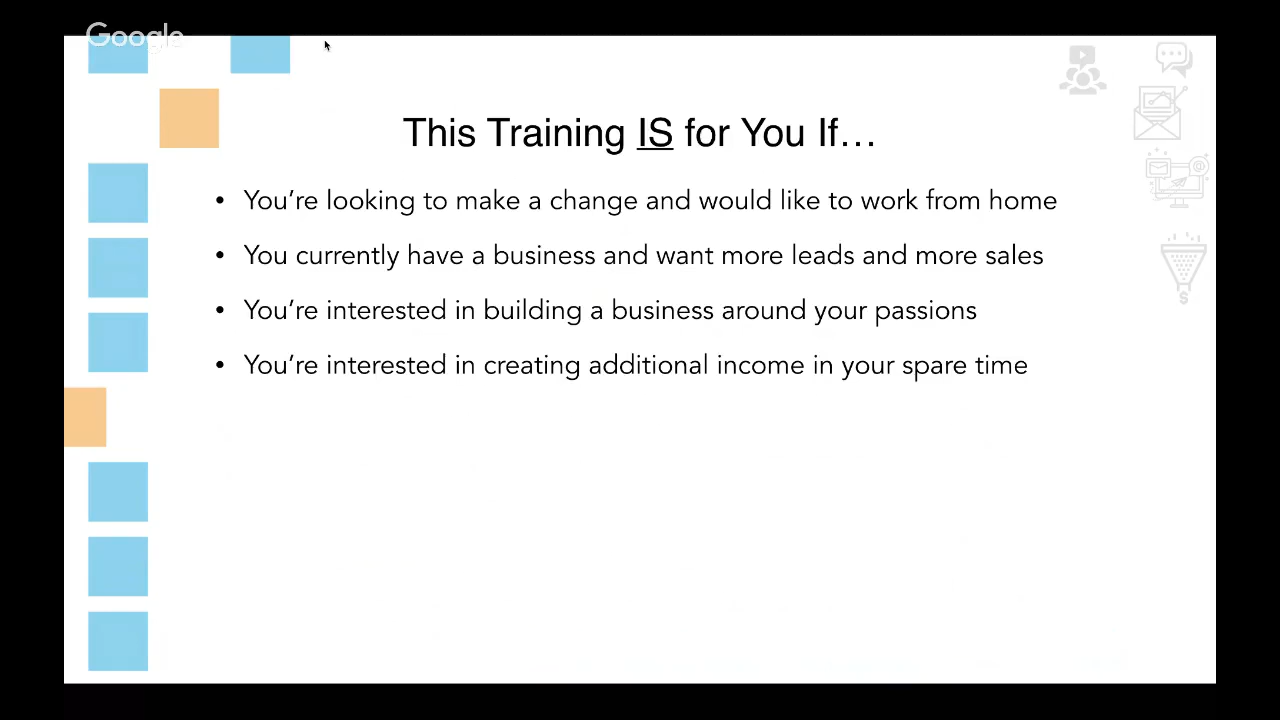 Google
This Training IS for You If…
• You’re looking to make a change and would like to work from home
• You currently have a business and want more leads and more sales
• You’re interested in building a business around your passions
• You’re interested in creating additional income in your spare time